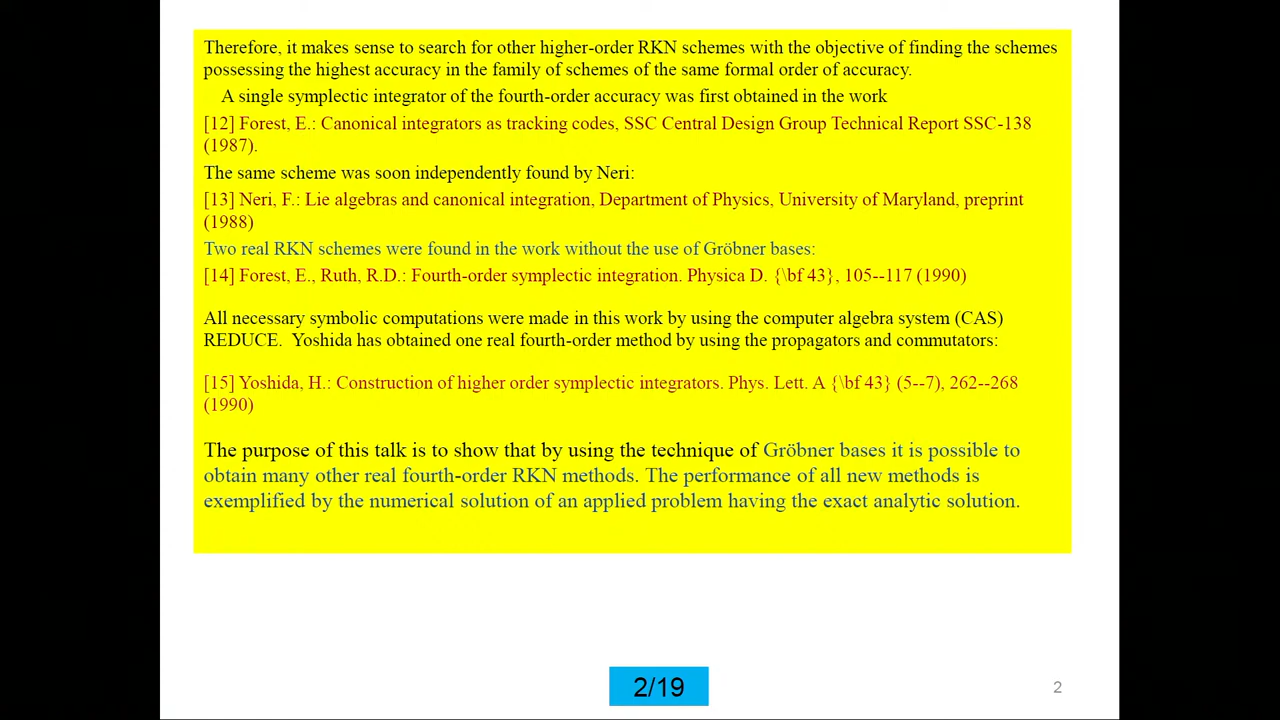 Therefore, it makes sense to search for other higher-order RKN schemes with the objective of finding the schemes
possessing the highest accuracy in the family of schemes of the same formal order of accuracy.
A single symplectic integrator of the fourth-order accuracy was first obtained in the work
[12] Forest, E.: Canonical integrators as tracking codes, SSC Central Design Group Technical Report SSC-138
(1987).
The same scheme was soon independently found by Neri:
[13] Neri, F.: Lie algebras and canonical integration, Department of Physics, University of Maryland, preprint
(1988)
Two real RKN schemes were found in the work without the use of Gröbner bases:
[14] Forest, E., Ruth, R.D.: Fourth-order symplectic integration. Physica D. {\bf 43}, 105--117 (1990)
All necessary symbolic computations were made in this work by using the computer algebra system (CAS)
REDUCE. Yoshida has obtained one real fourth-order method by using the propagators and commutators:
[15] Yoshida, H.: Construction of higher order symplectic integrators. Phys. Lett. A {\bf 43} (5--7), 262--268
(1990)
The purpose of this talk is to show that by using the technique of Gröbner bases it is possible to
obtain many other real fourth-order RKN methods. The performance of all new methods is
exemplified by the numerical solution of an applied problem having the exact analytic solution.
2/19
2